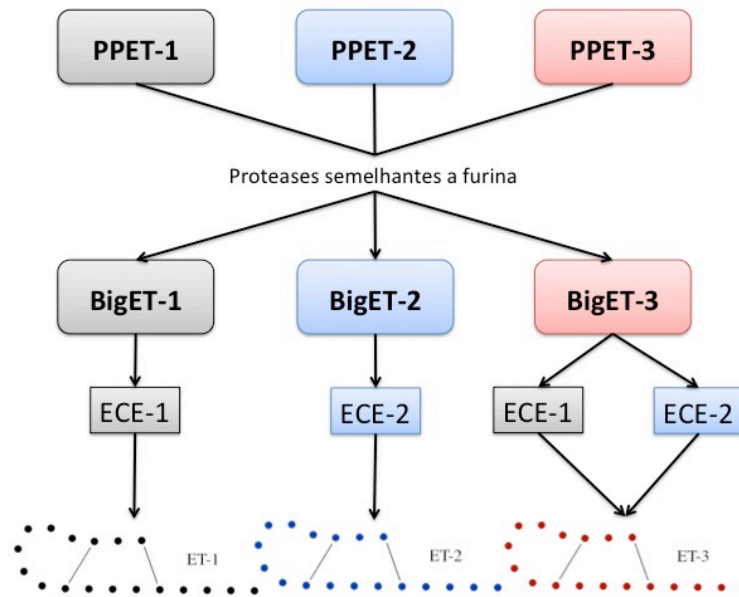 PPET-1 PPET-2 PPET-3
Proteases semelhantes a furina
BigET-1 BigET-2 BigET-3
ECE-1 ECE-2 ECE-1 ECE-2
ET-1 ET-2 ET-3